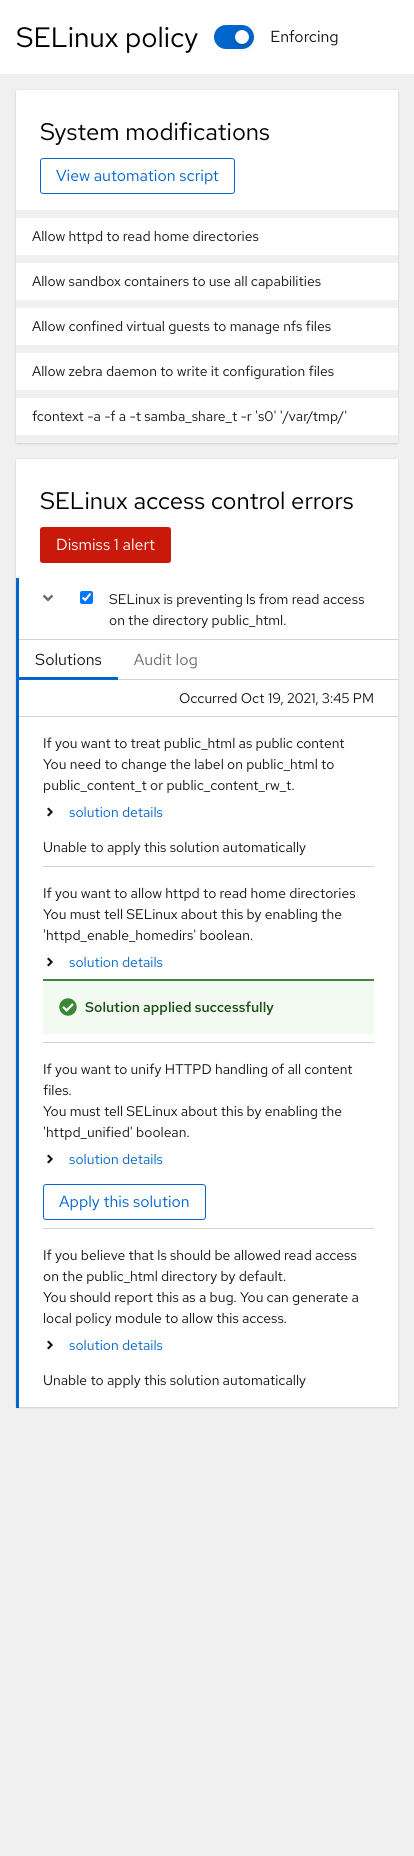 SELinux policy
Enforcing
System modifications
View automation script
Allow httpd to read home directories
Allow sandbox containers to use all capabilities
Allow confined virtual guests to manage nfs files
Allow zebra daemon to write it configuration files
fcontext -a -f a -t samba_share_t -r 's0' '/var/tmp/'
SELinux access control errors
Dismiss 1 alert
SELinux is preventing ls from read access
on the directory public_html.
Solutions
Audit log
Occurred Oct 19, 2021, 3:45 PM
If you want to treat public_html as public content
You need to change the label on public_html to
public_content_t or public_content_rw_t.
solution details
Unable to apply this solution automatically
If you want to allow httpd to read home directories
You must tell SELinux about this by enabling the
'httpd_enable_homedirs' boolean.
solution details
Solution applied successfully
If you want to unify HTTPD handling of all content
files.
You must tell SELinux about this by enabling the
'httpd_unified' boolean.
solution details
Apply this solution
If you believe that ls should be allowed read access
on the public_html directory by default.
You should report this as a bug. You can generate a
local policy module to allow this access.
solution details
Unable to apply this solution automatically